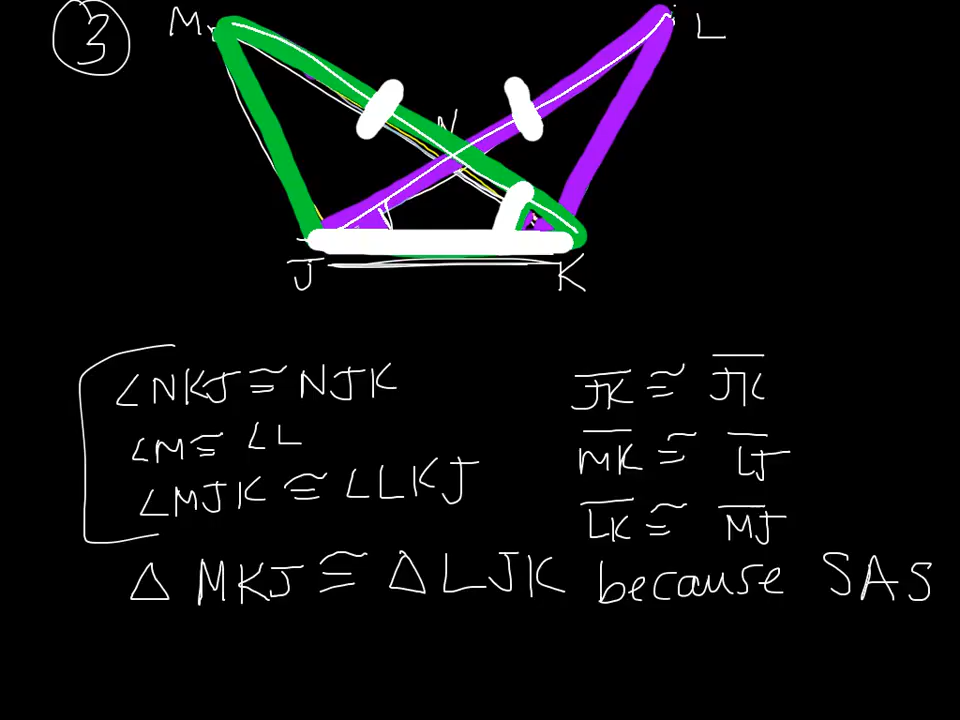 3
M L
N
J K
∠NKJ ≅ NJK
∠M ≅ ∠L
∠MJK ≅ ∠LKJ
JK ≅ JK
MK ≅ LJ
LK ≅ MJ
△ MKJ ≅ △ LJK because SAS